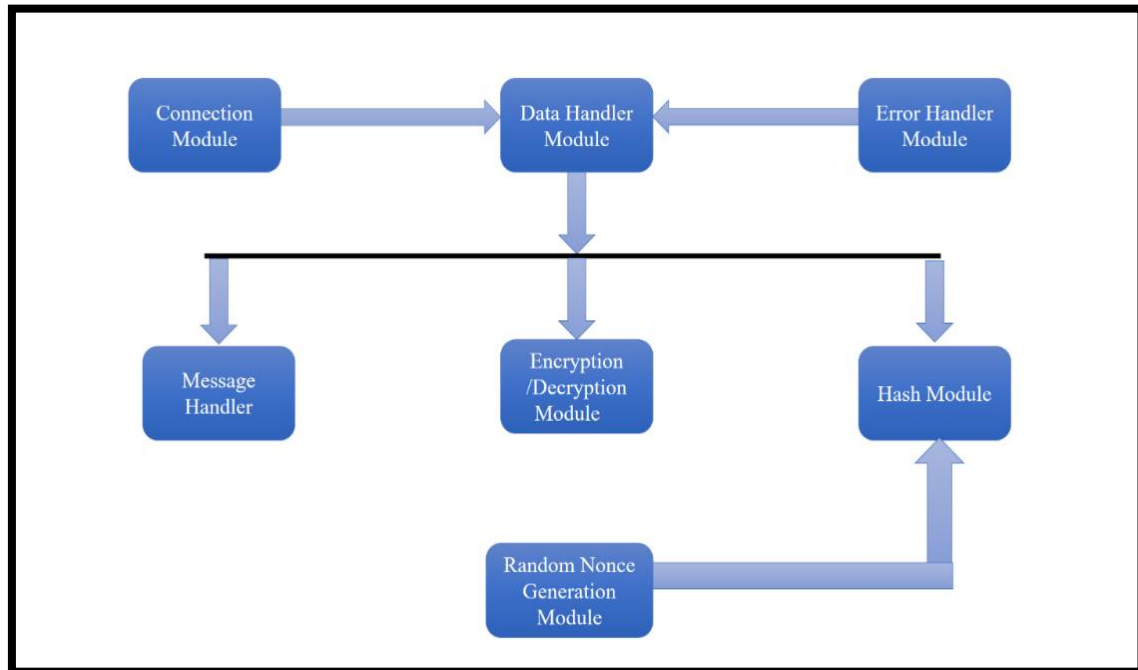 Connection
Module
Data Handler
Module
Error Handler
Module
Message
Handler
Encryption
/Decryption
Module
Hash Module
Random Nonce
Generation
Module